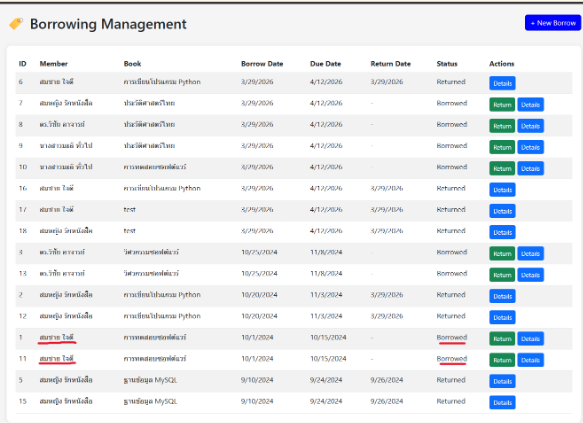 Borrowing Management
+ New Borrow
ID Member Book Borrow Date Due Date Return Date Status Actions
6 สมชาย ใจดี การเขียนโปรแกรม Python 3/29/2026 4/12/2026 3/29/2026 Returned Details
7 สมหญิง รักหนังสือ ประวัติศาสตร์ไทย 3/29/2026 4/12/2026 - Borrowed Return Details
8 ดร.วิชัย อาจารย์ ประวัติศาสตร์ไทย 3/29/2026 4/12/2026 - Borrowed Return Details
9 ทั่วไป ประวัติศาสตร์ไทย 3/29/2026 4/12/2026 - Borrowed Return Details
10 ทั่วไป การทดสอบซอฟต์แวร์ 3/29/2026 4/12/2026 - Borrowed Return Details
16 สมชาย ใจดี การเขียนโปรแกรม Python 3/29/2026 4/12/2026 3/29/2026 Returned Details
17 สมชาย ใจดี test 3/29/2026 4/12/2026 3/29/2026 Returned Details
18 สมหญิง รักหนังสือ test 3/29/2026 4/12/2026 3/29/2026 Returned Details
3 ดร.วิชัย อาจารย์ วิศวกรรมซอฟต์แวร์ 10/25/2024 11/8/2024 - Borrowed Return Details
13 ดร.วิชัย อาจารย์ วิศวกรรมซอฟต์แวร์ 10/25/2024 11/8/2024 - Borrowed Return Details
2 สมหญิง รักหนังสือ การเขียนโปรแกรม Python 10/20/2024 11/3/2024 3/29/2026 Returned Details
12 สมหญิง รักหนังสือ การเขียนโปรแกรม Python 10/20/2024 11/3/2024 3/29/2026 Returned Details
1 สมชาย ใจดี การทดสอบซอฟต์แวร์ 10/1/2024 10/15/2024 - Borrowed Return Details
11 สมชาย ใจดี การทดสอบซอฟต์แวร์ 10/1/2024 10/15/2024 - Borrowed Return Details
5 สมหญิง รักหนังสือ ฐานข้อมูล MySQL 9/10/2024 9/24/2024 9/26/2024 Returned Details
15 สมหญิง รักหนังสือ ฐานข้อมูล MySQL 9/10/2024 9/24/2024 9/26/2024 Returned Details